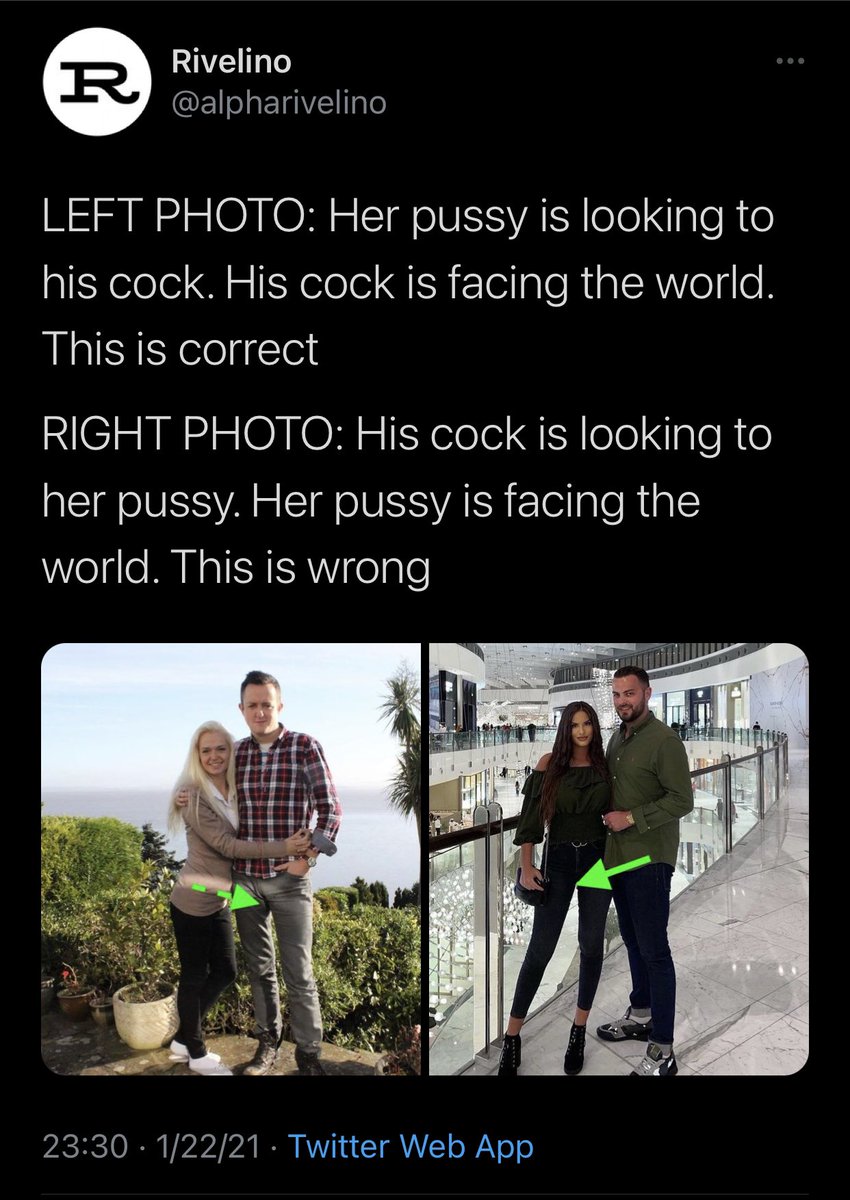 R
Rivelino
@alpharivelino
LEFT PHOTO: Her pussy is looking to
his cock. His cock is facing the world.
This is correct
RIGHT PHOTO: His cock is looking to
her pussy. Her pussy is facing the
world. This is wrong
23:30 · 1/22/21 · Twitter Web App